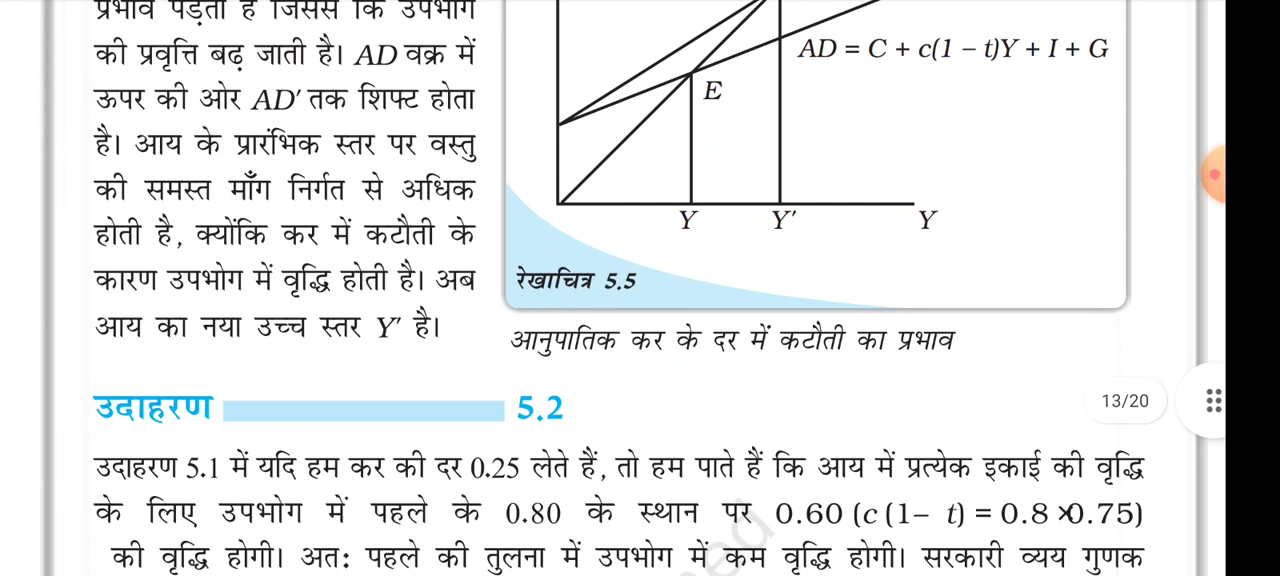 प्रभाव पड़ता है जिससे कि उपभोग
की प्रवृत्ति बढ़ जाती है। AD वक्र में
ऊपर की ओर AD′ तक शिफ्ट होता
है। आय के प्रारंभिक स्तर पर वस्तु
की समस्त माँग निर्गत से अधिक
होती है, क्योंकि कर में कटौती के
कारण उपभोग में वृद्धि होती है। अब
आय का नया उच्च स्तर Y′ है।
AD = C + c(1 – t)Y + I + G
E
Y Y′ Y
रेखाचित्र 5.5
आनुपातिक कर के दर में कटौती का प्रभाव
उदाहरण 5.2
13/20
उदाहरण 5.1 में यदि हम कर की दर 0.25 लेते हैं, तो हम पाते हैं कि आय में प्रत्येक इकाई की वृद्धि
के लिए उपभोग में पहले के 0.80 के स्थान पर 0.60 (c (1– t) = 0.8 ×0.75)
की वृद्धि होगी। अतः पहले की तुलना में उपभोग में कम वृद्धि होगी। सरकारी व्यय गुणक